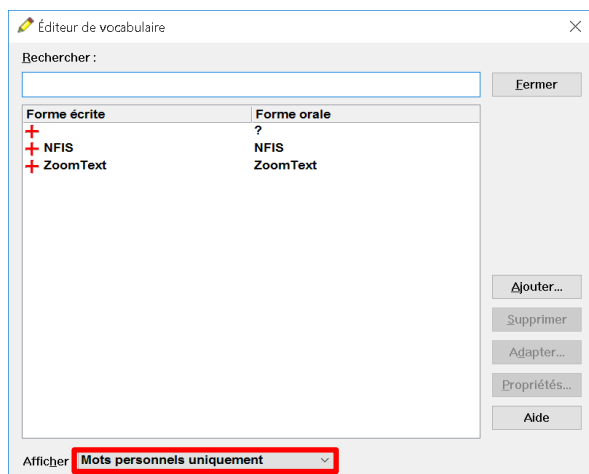 Éditeur de vocabulaire
Rechercher :
Fermer
Forme écrite Forme orale
?
NFIS NFIS
ZoomText ZoomText
Ajouter...
Supprimer
Adapter...
Propriétés...
Aide
Afficher Mots personnels uniquement